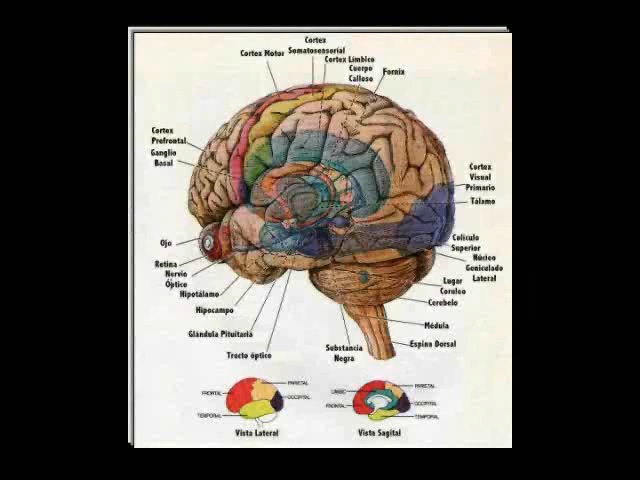 Cortex
Somatosensorial
Cortex Motor
Cortex Límbico
Cuerpo
Calloso
Fornix
Cortex
Prefrontal
Ganglio
Basal
Cortex
Visual
Primario
Tálamo
Ojo
Colículo
Superior
Retina
Núcleo
Geniculado
Lateral
Nervio
Óptico
Hipotálamo
Lugar
Coruleo
Hipocampo
Cerebelo
Glándula Pituitaria
Médula
Tracto óptico
Substancia
Negra
Espina Dorsal
FRONTAL
PARIETAL
OCCIPITAL
TEMPORAL
Vista Lateral
LIMBIC
PARIETAL
FRONTAL
OCCIPITAL
TEMPORAL
Vista Sagital